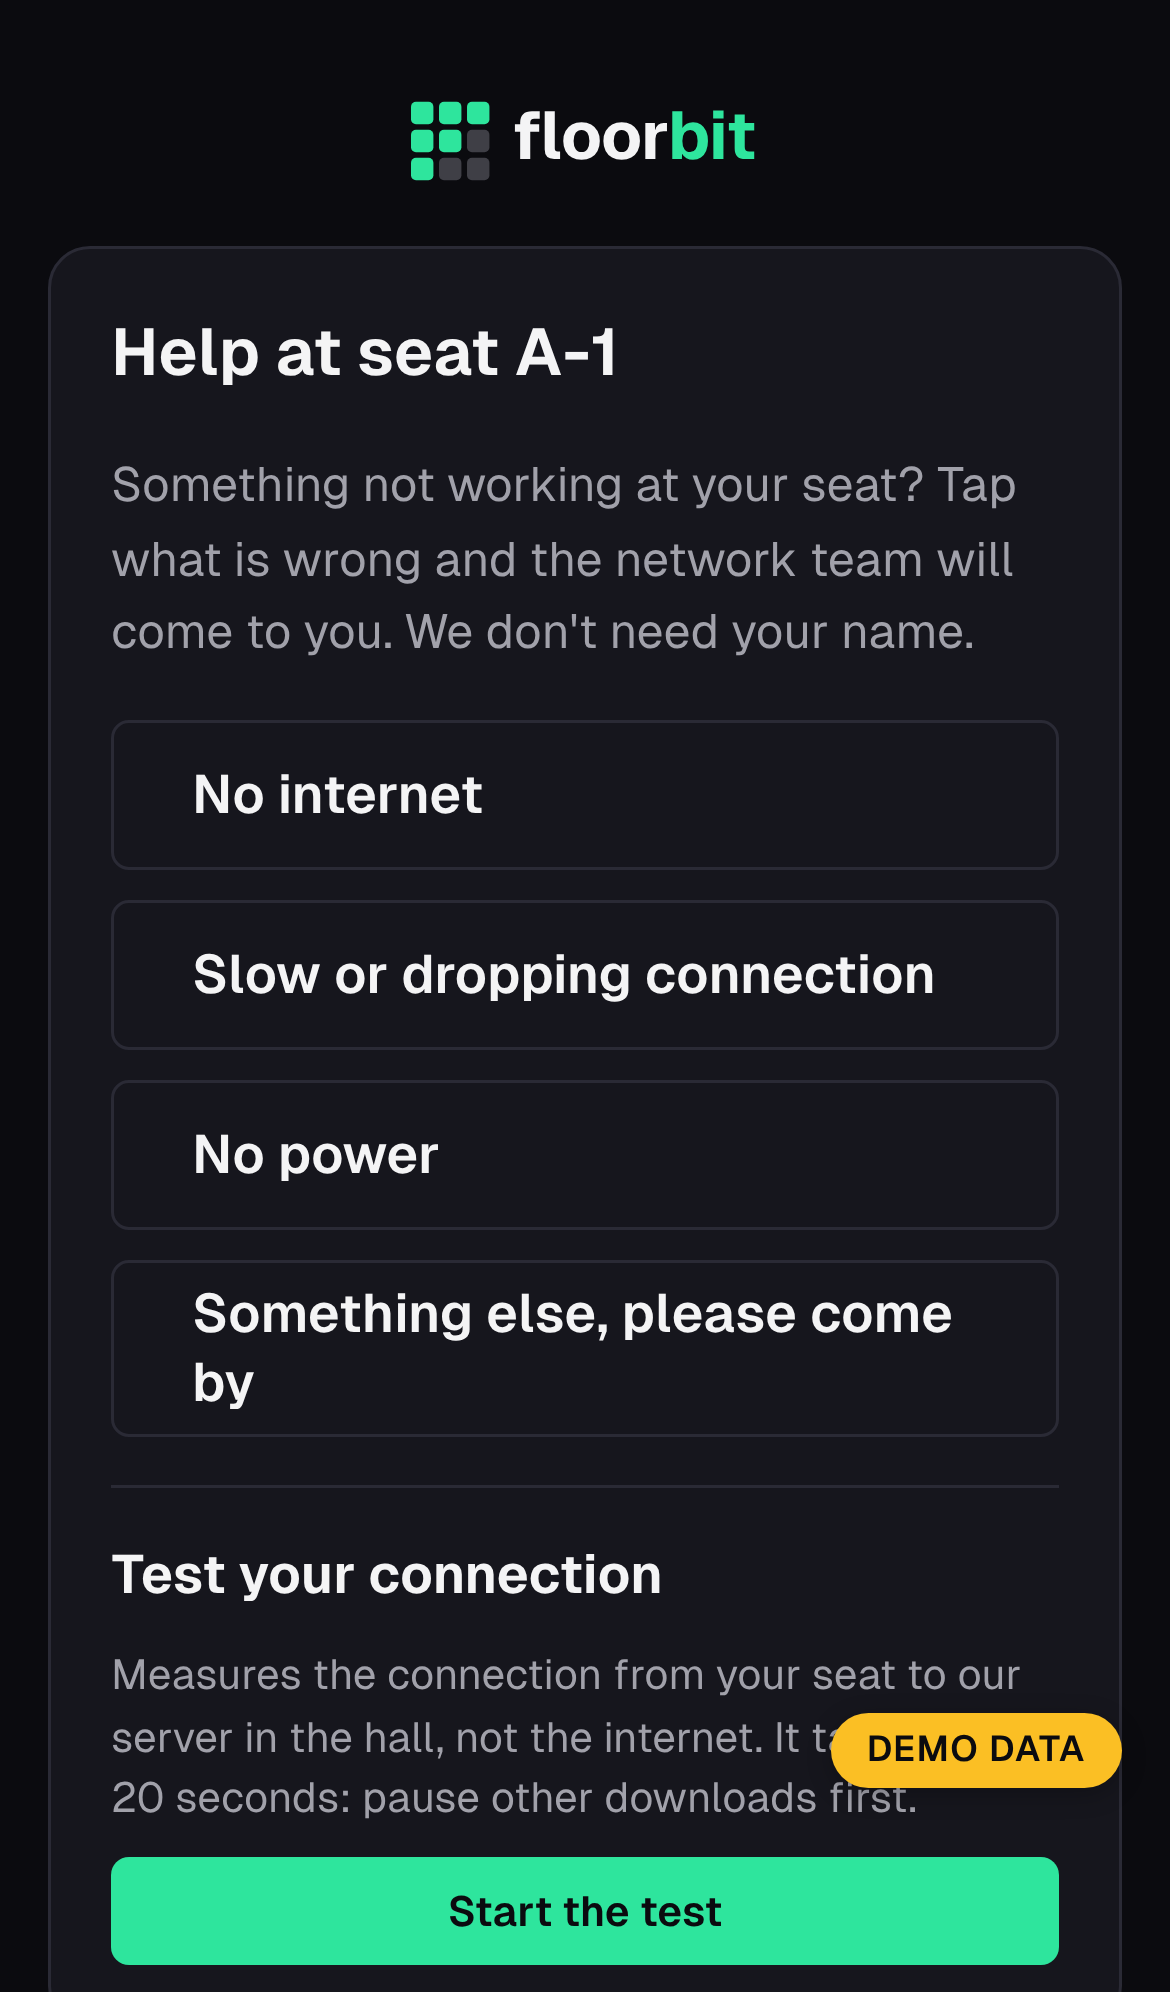 floorbit
Help at seat A-1
Something not working at your seat? Tap
what is wrong and the network team will
come to you. We don't need your name.
No internet
Slow or dropping connection
No power
Something else, please come
by
Test your connection
Measures the connection from your seat to our
server in the hall, not the internet. It
DEMO DATA
20 seconds: pause other downloads first.
Start the test